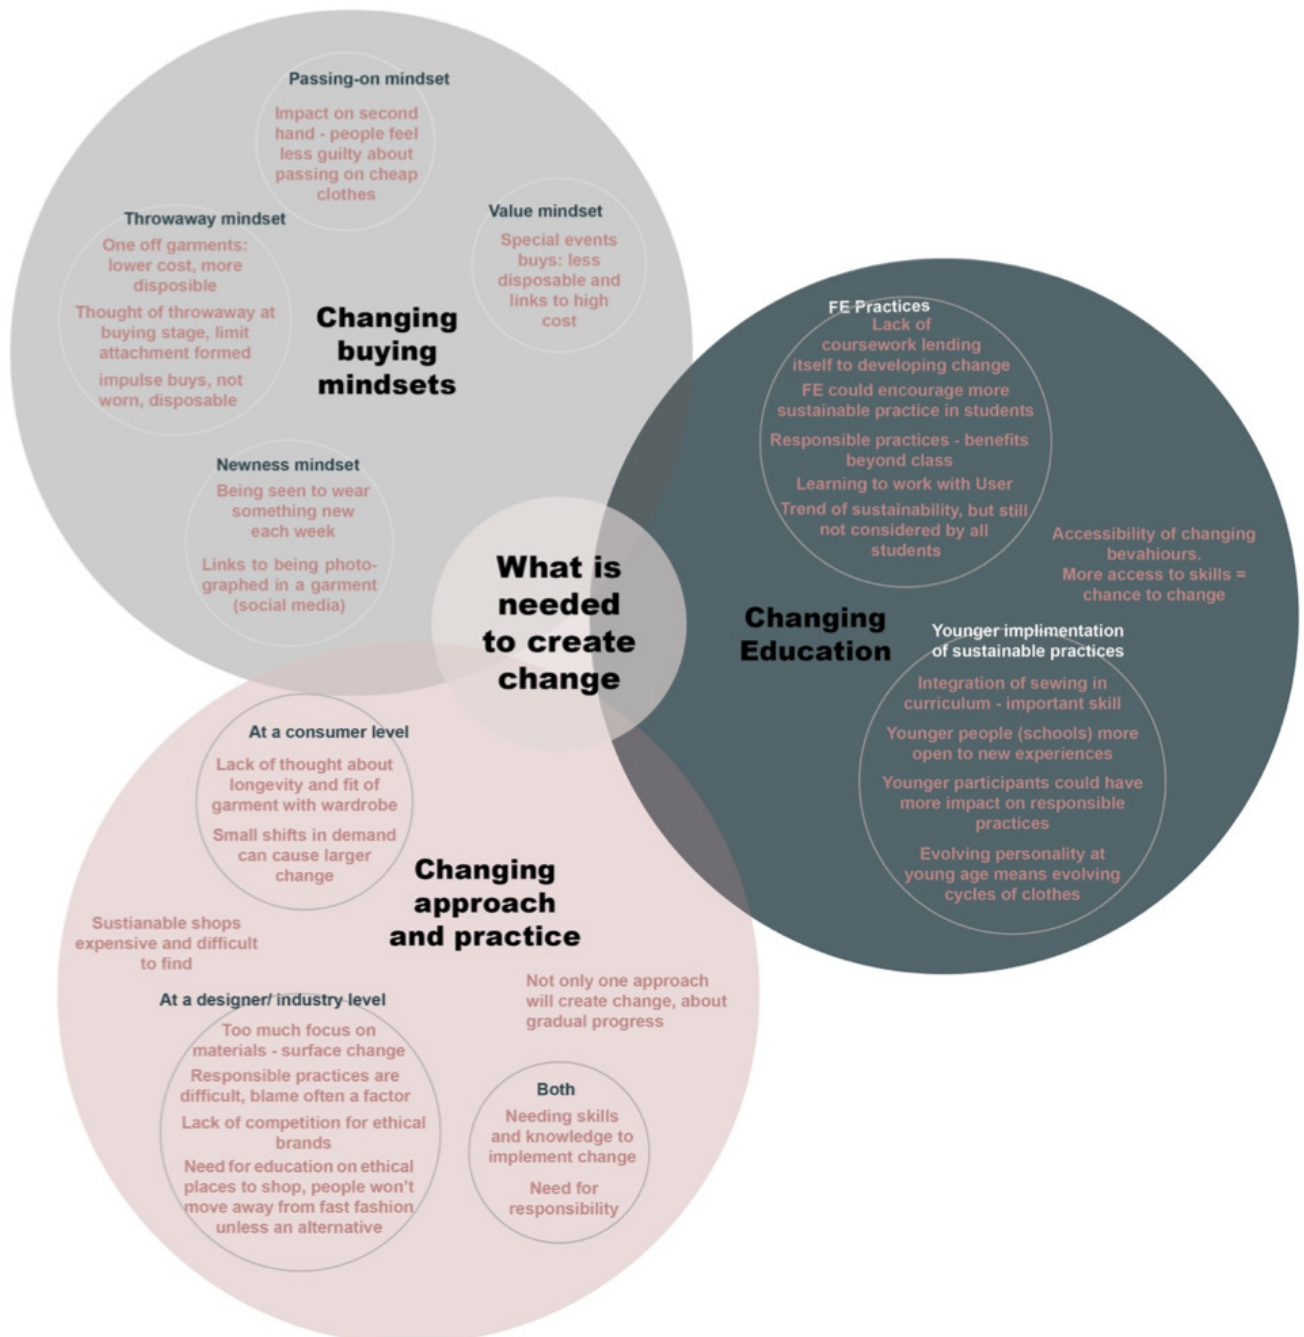 Passing-on mindset
Impact on second
hand - people feel
less guilty about
passing on cheap
clothes
Throwaway mindset
One off garments:
lower cost, more
disposible
Thought of throwaway at
buying stage, limit
attachment formed
impulse buys, not
worn, disposable
Value mindset
Special events
buys: less
disposable and
links to high
cost
Changing
buying
mindsets
Newness mindset
Being seen to wear
something new
each week
Links to being photo-
graphed in a garment
(social media)
What is
needed
to create
change
FE Practices
Lack of
coursework lending
itself to developing change
FE could encourage more
sustainable practice in students
Responsible practices - benefits
beyond class
Learning to work with User
Trend of sustainability, but still
not considered by all
students
Accessibility of changing
bevahiours.
More access to skills =
chance to change
Changing
Education
Younger implimentation
of sustainable practices
Integration of sewing in
curriculum - important
skill
Younger people (schools) more
open to new experiences
Younger participants could have
more impact on responsible
practices
Evolving personality at
young age means evolving
cycles of clothes
At a consumer level
Lack of thought about
longevity and fit of
garment with wardrobe
Small shifts in demand
can cause larger
change
Changing
approach
and practice
Sustianable shops
expensive and difficult
to find
At a designer/ industry level
Too much focus on
materials - surface change
Responsible practices are
difficult, blame often a factor
Lack of competition for ethical
brands
Need for education on ethical
places to shop, people won't
move away from fast fashion
unless an alternative
Not only one approach
will create change, about
gradual progress
Both
Needing skills
and knowledge to
implement change
Need for
responsibility